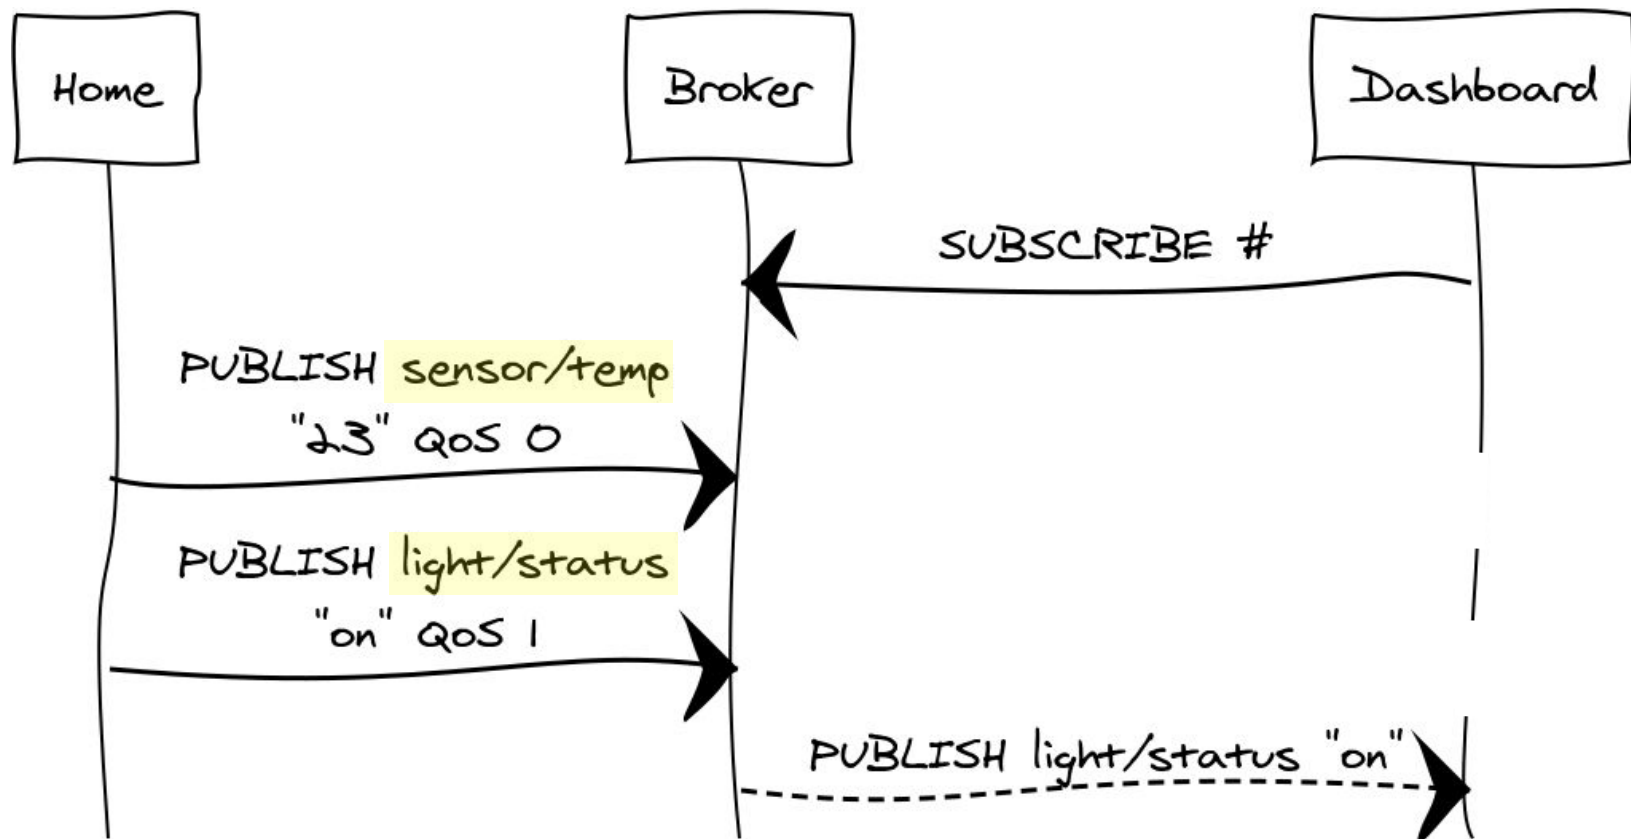 Home
Broker
Dashboard
SUBSCRIBE #
PUBLISH sensor/temp
"23" QoS 0
PUBLISH light/status
"on" QoS 1
PUBLISH light/status "on"